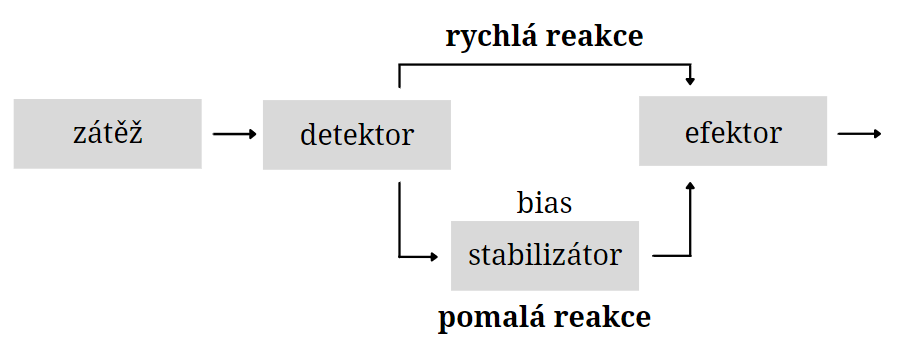 rychlá reakce
zátěž
detektor
efektor
bias
stabilizátor
pomalá reakce